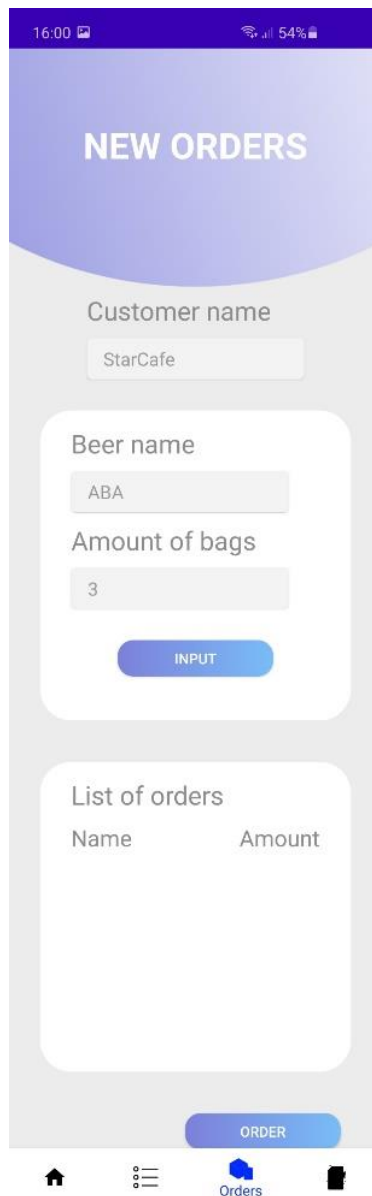 16:00 54%
NEW ORDERS
Customer name
StarCafe
Beer name
ABA
Amount of bags
3
INPUT
List of orders
Name Amount
ORDER
Orders